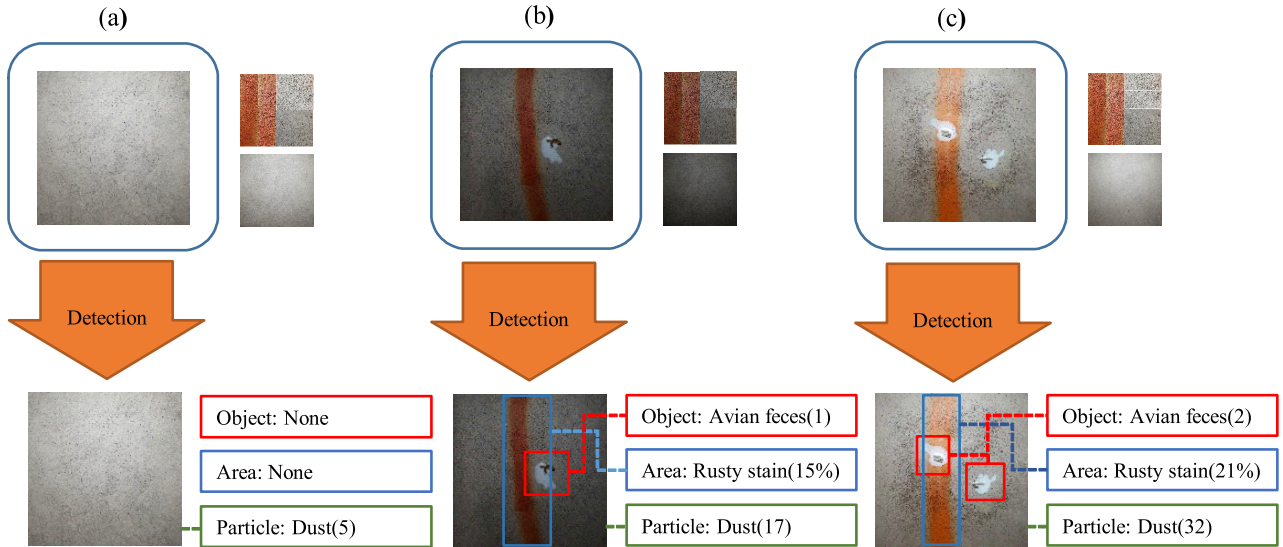 (a)
(b)
(c)
Detection
Detection
Detection
Object: None
Area: None
Particle: Dust(5)
Object: Avian feces(1)
Area: Rusty stain(15%)
Particle: Dust(17)
Object: Avian feces(2)
Area: Rusty stain(21%)
Particle: Dust(32)